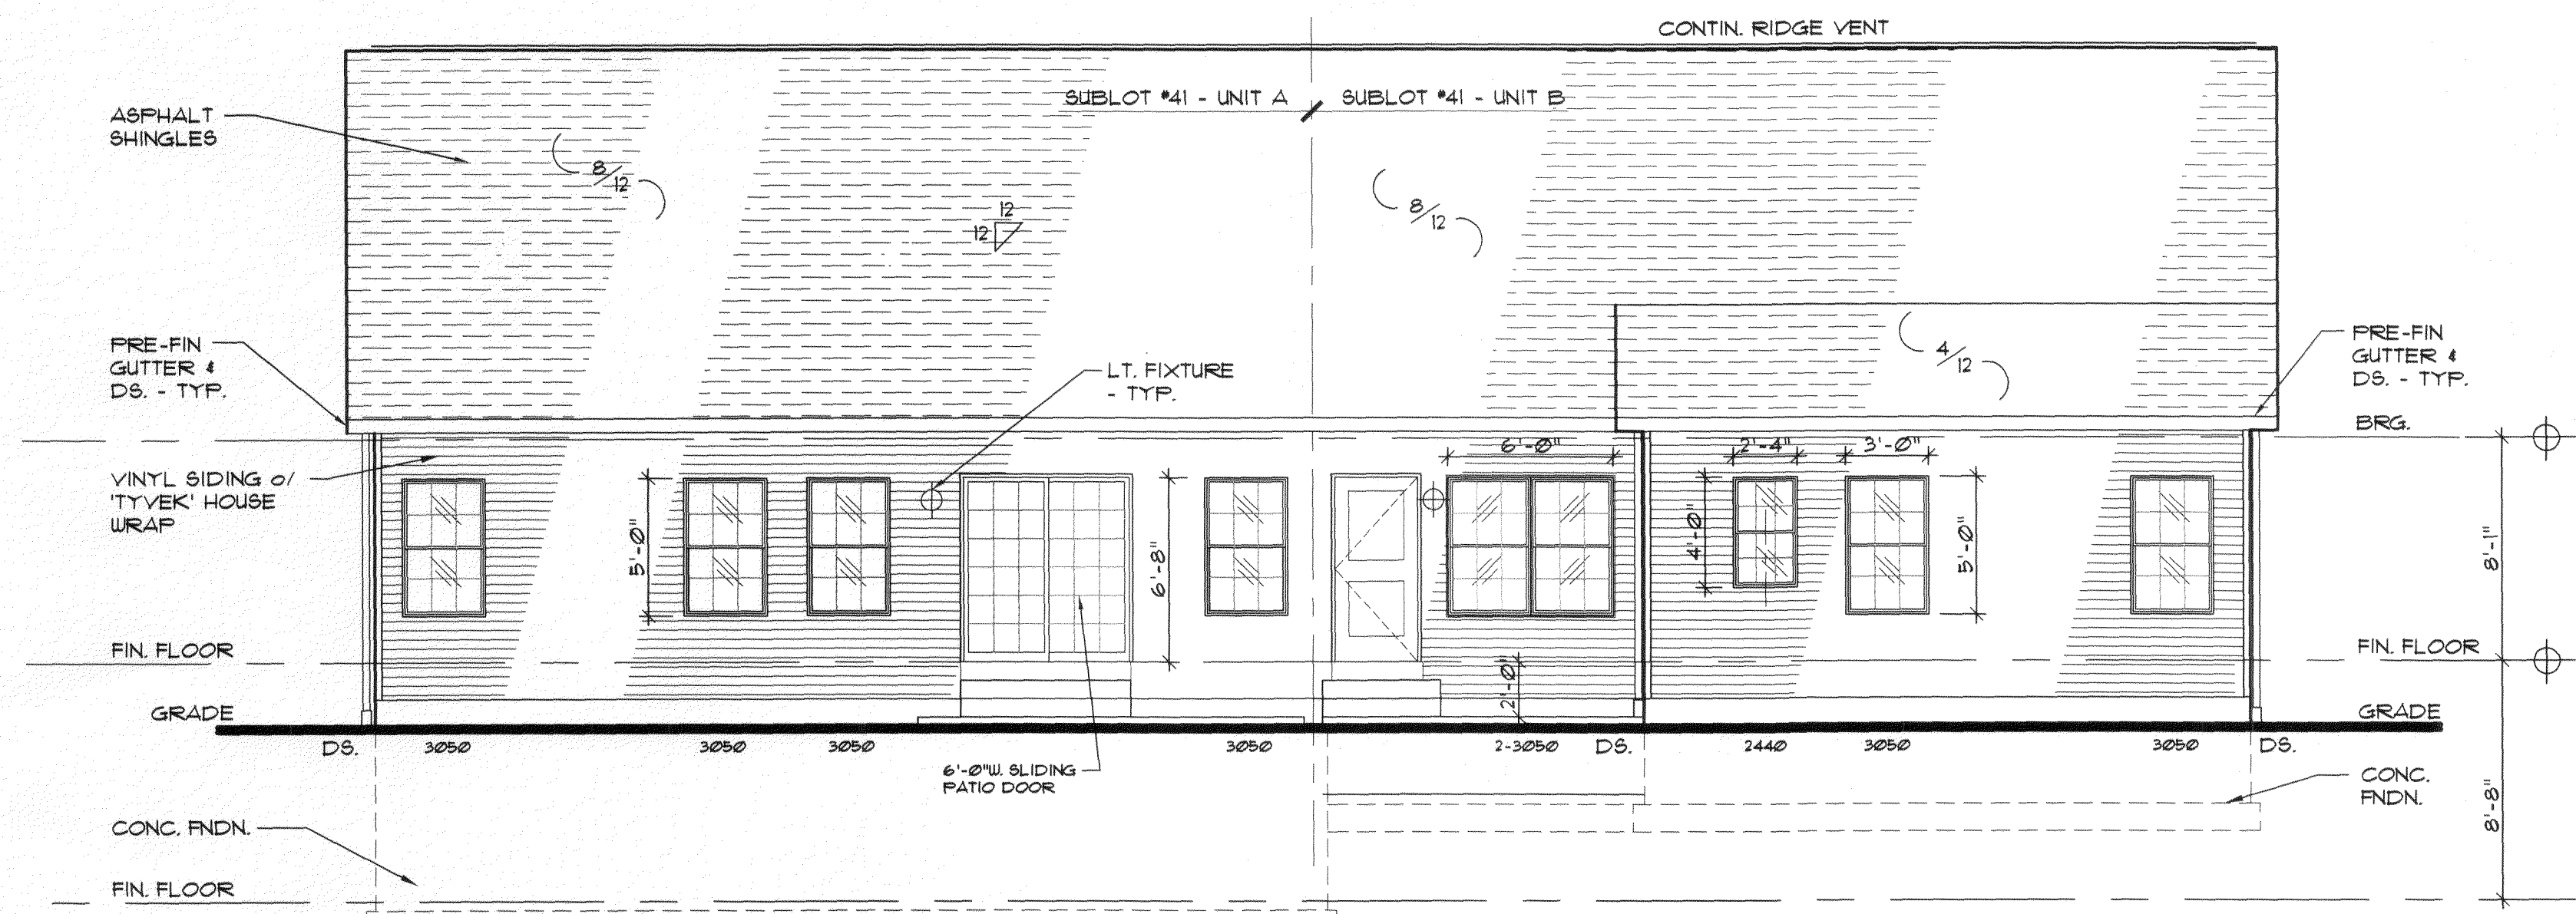 CONTIN. RIDGE VENT
SUBLOT #41 - UNIT A
SUBLOT #41 - UNIT B
ASPHALT
SHINGLES
8/12
12
12
8/12
4/12
PRE-FIN
GUTTER &
DS. - TYP.
LT. FIXTURE
- TYP.
PRE-FIN
GUTTER &
DS. - TYP.
BRG.
VINYL SIDING O/
'TYVEK' HOUSE
WRAP
6'-0"
2'-4"
3'-0"
5'-0"
6'-8"
4'-0"
5'-0"
8'-1"
FIN. FLOOR
FIN. FLOOR
2'-0"
GRADE
GRADE
DS.
3050
3050
3050
3050
2-3050
DS.
2440
3050
3050
DS.
6'-0"W. SLIDING
PATIO DOOR
CONC.
FNDN.
8'-8"
CONC. FNDN.
FIN. FLOOR